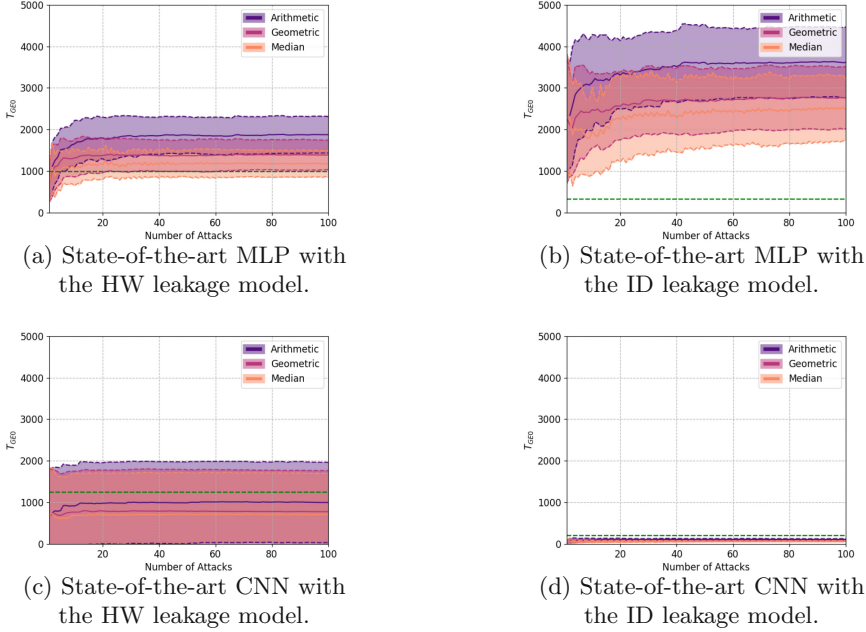 5000
4000
3000
2000
1000
0
T_GE0
20
40
60
80
100
Number of Attacks
Arithmetic
Geometric
Median
(a) State-of-the-art MLP with
the HW leakage model.
5000
4000
3000
2000
1000
0
T_GE0
20
40
60
80
100
Number of Attacks
Arithmetic
Geometric
Median
(b) State-of-the-art MLP with
the ID leakage model.
5000
4000
3000
2000
1000
0
T_GE0
20
40
60
80
100
Number of Attacks
Arithmetic
Geometric
Median
(c) State-of-the-art CNN with
the HW leakage model.
5000
4000
3000
2000
1000
0
T_GE0
20
40
60
80
100
Number of Attacks
Arithmetic
Geometric
Median
(d) State-of-the-art CNN with
the ID leakage model.